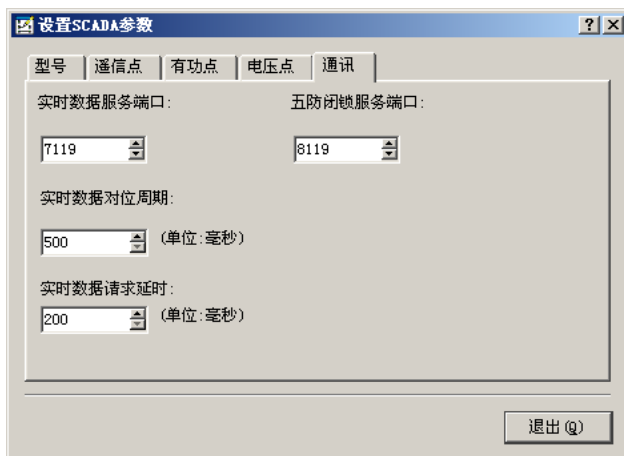 设置SCADA参数
型号 遥信点 有功点 电压点 通讯
实时数据服务端口: 五防闭锁服务端口:
7119 8119
实时数据对位周期:
500 (单位:毫秒)
实时数据请求延时:
200 (单位:毫秒)
退出(Q)